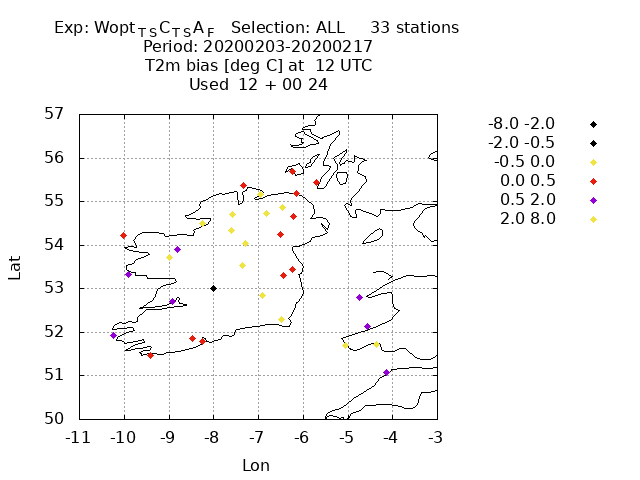 Exp: Wopt_TS C_TS A_F Selection: ALL 33 stations
Period: 20200203-20200217
T2m bias [deg C] at 12 UTC
Used 12 + 00 24
-8.0 -2.0
-2.0 -0.5
-0.5 0.0
0.0 0.5
0.5 2.0
2.0 8.0
57
56
55
54
53
52
51
50
Lat
-11 -10 -9 -8 -7 -6 -5 -4 -3
Lon